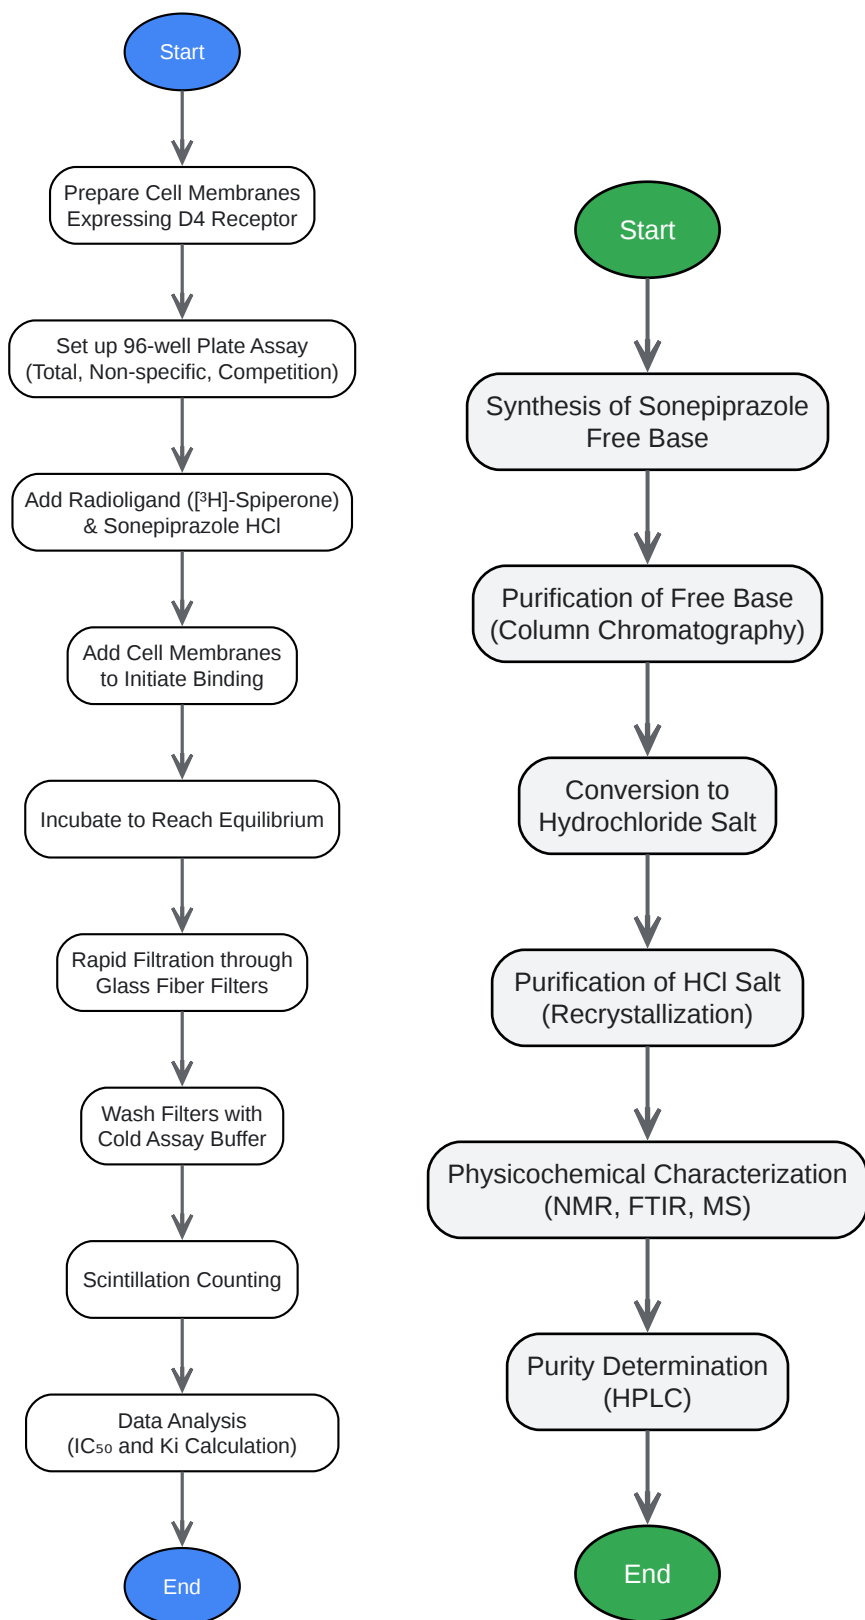 Start
Prepare Cell Membranes
Expressing D4 Receptor
Set up 96-well Plate Assay
(Total, Non-specific, Competition)
Add Radioligand ([³H]-Spiperone)
& Sonepiprazole HCl
Add Cell Membranes
to Initiate Binding
Incubate to Reach Equilibrium
Rapid Filtration through
Glass Fiber Filters
Wash Filters with
Cold Assay Buffer
Scintillation Counting
Data Analysis
(IC₅₀ and Ki Calculation)
End
Start
Synthesis of Sonepiprazole
Free Base
Purification of Free Base
(Column Chromatography)
Conversion to
Hydrochloride Salt
Purification of HCl Salt
(Recrystallization)
Physicochemical Characterization
(NMR, FTIR, MS)
Purity Determination
(HPLC)
End